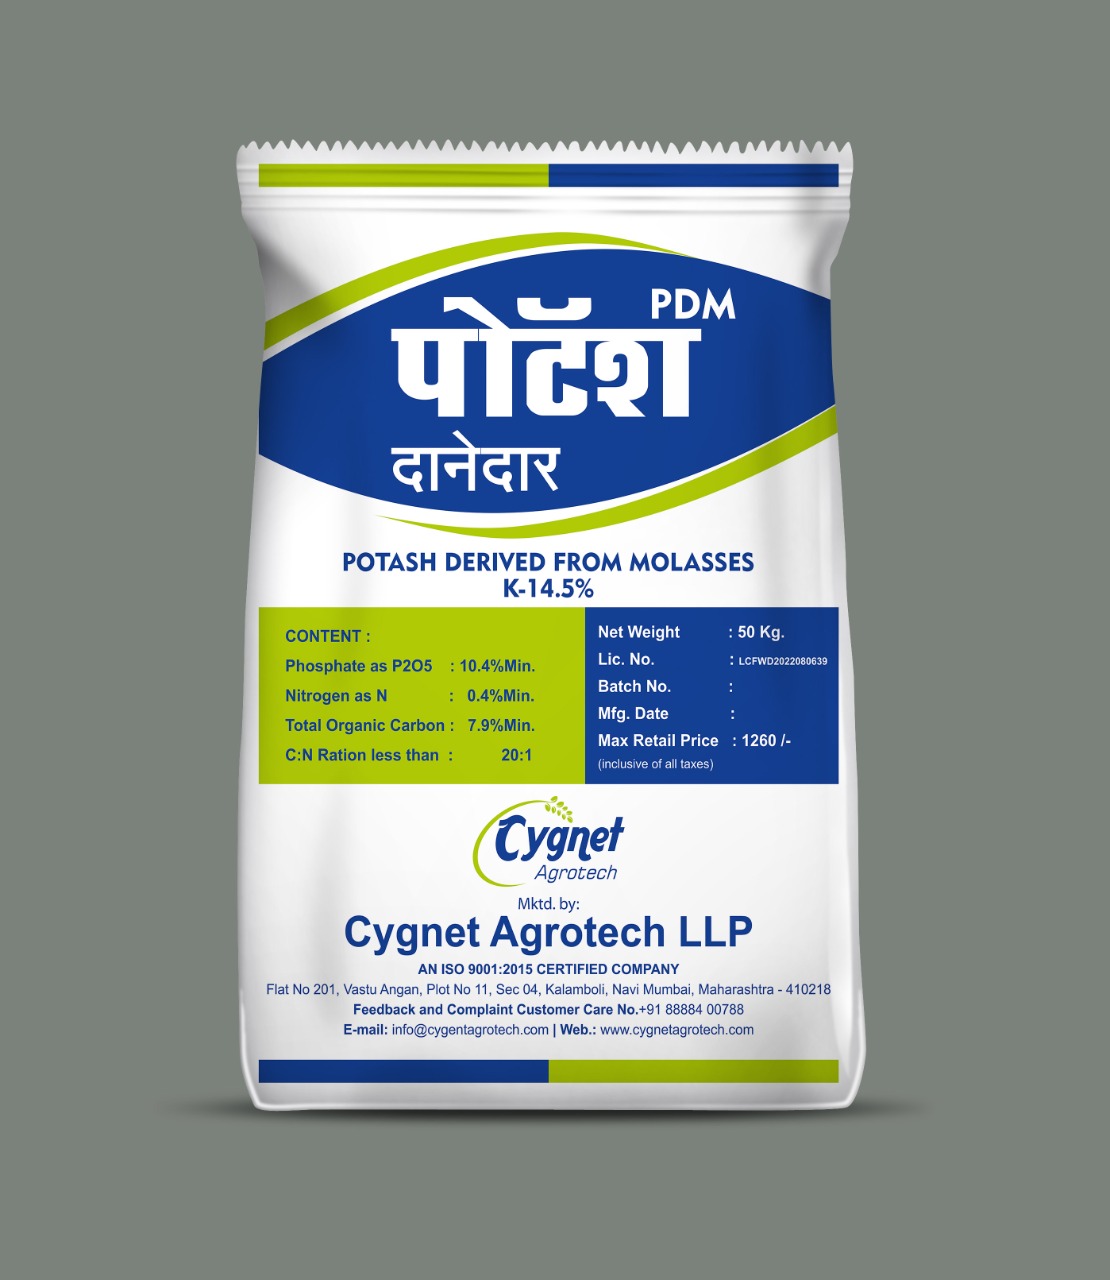 PDM
पोटॅश
दानेदार
POTASH DERIVED FROM MOLASSES
K-14.5%
CONTENT :
Phosphate as P2O5 : 10.4%Min.
Nitrogen as N : 0.4%Min.
Total Organic Carbon : 7.9%Min.
C:N Ration less than : 20:1
Net Weight : 50 Kg.
Lic. No. : LCFWD2022080639
Batch No. :
Mfg. Date :
Max Retail Price : 1260 /-
(inclusive of all taxes)
Cygnet
Agrotech
Mktd. by:
Cygnet Agrotech LLP
AN ISO 9001:2015 CERTIFIED COMPANY
Flat No 201, Vastu Angan, Plot No 11, Sec 04, Kalamboli, Navi Mumbai, Maharashtra - 410218
Feedback and Complaint Customer Care No.+91 88884 00788
E-mail: info@cygentagrotech.com | Web.: www.cygnetagrotech.com